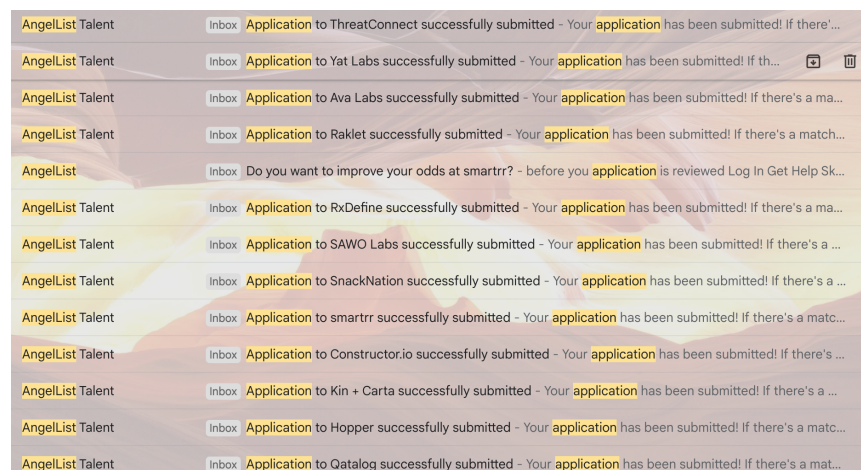 AngelList Talent Inbox Application to ThreatConnect successfully submitted - Your application has been submitted! If there'...
AngelList Talent Inbox Application to Yat Labs successfully submitted - Your application has been submitted! If th...
AngelList Talent Inbox Application to Ava Labs successfully submitted - Your application has been submitted! If there's a ma...
AngelList Talent Inbox Application to Raklet successfully submitted - Your application has been submitted! If there's a match...
AngelList Inbox Do you want to improve your odds at smartrr? - before you application is reviewed Log In Get Help Sk...
AngelList Talent Inbox Application to RxDefine successfully submitted - Your application has been submitted! If there's a ma...
AngelList Talent Inbox Application to SAWO Labs successfully submitted - Your application has been submitted! If there's a ...
AngelList Talent Inbox Application to SnackNation successfully submitted - Your application has been submitted! If there's a ...
AngelList Talent Inbox Application to smartrr successfully submitted - Your application has been submitted! If there's a matc...
AngelList Talent Inbox Application to Constructor.io successfully submitted - Your application has been submitted! If there's ...
AngelList Talent Inbox Application to Kin + Carta successfully submitted - Your application has been submitted! If there's a ...
AngelList Talent Inbox Application to Hopper successfully submitted - Your application has been submitted! If there's a matc...
AngelList Talent Inbox Application to Qatalog successfully submitted - Your application has been submitted! If there's a mat...